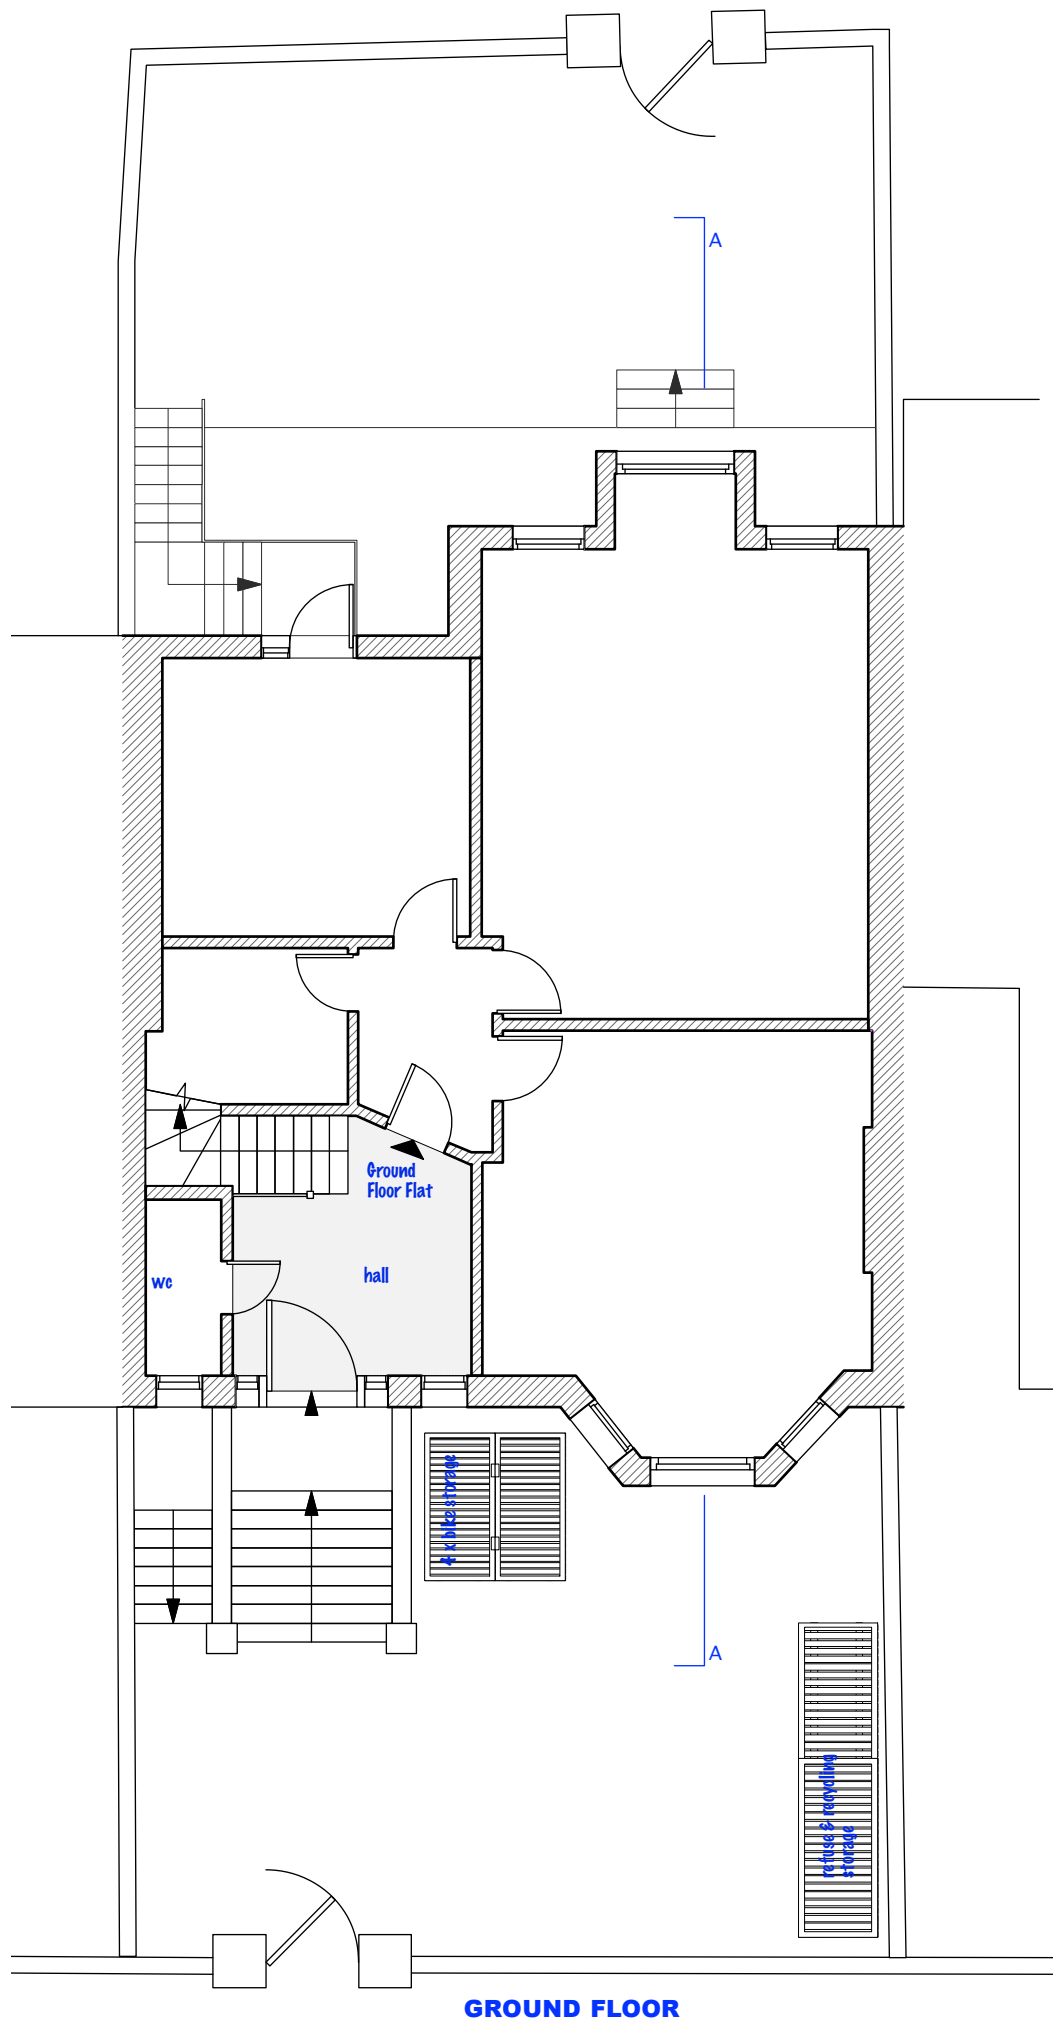 A
Ground
Floor Flat
wc
hall
4 x bike storage
A
refuse & recycling
storage
GROUND FLOOR